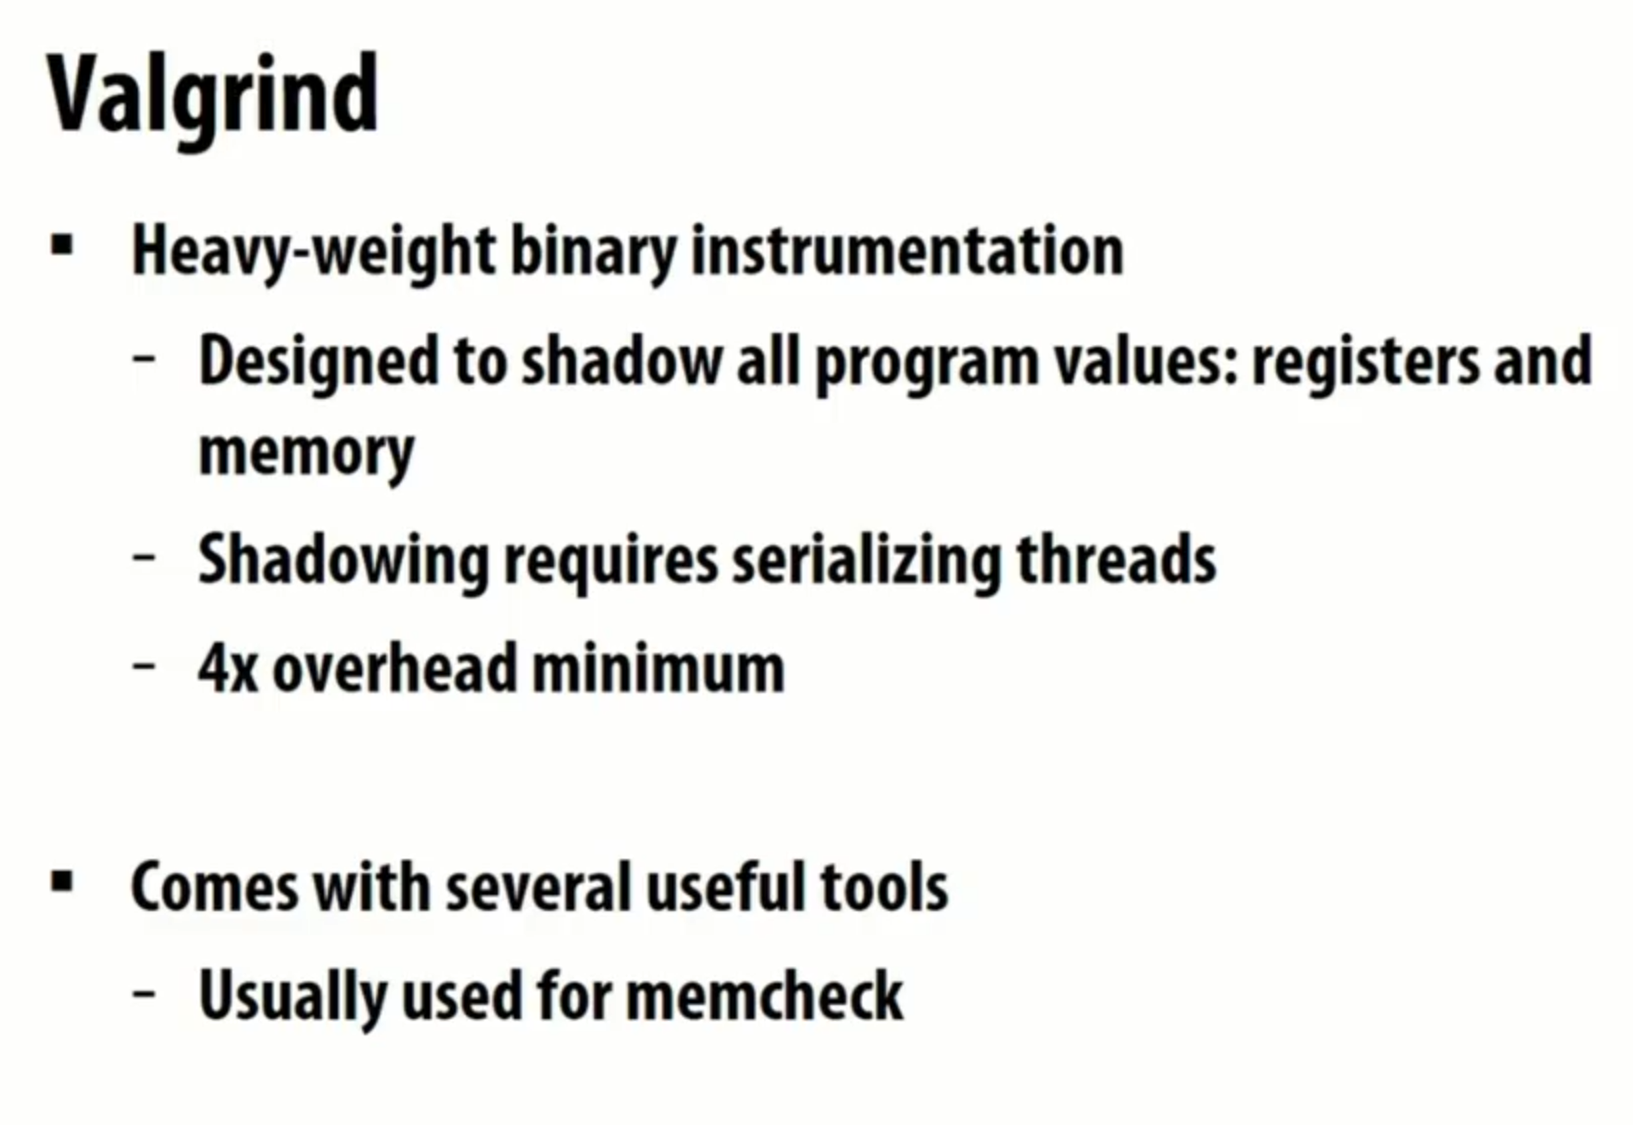 Valgrind
▪ Heavy-weight binary instrumentation
– Designed to shadow all program values: registers and
memory
– Shadowing requires serializing threads
– 4x overhead minimum
▪ Comes with several useful tools
– Usually used for memcheck